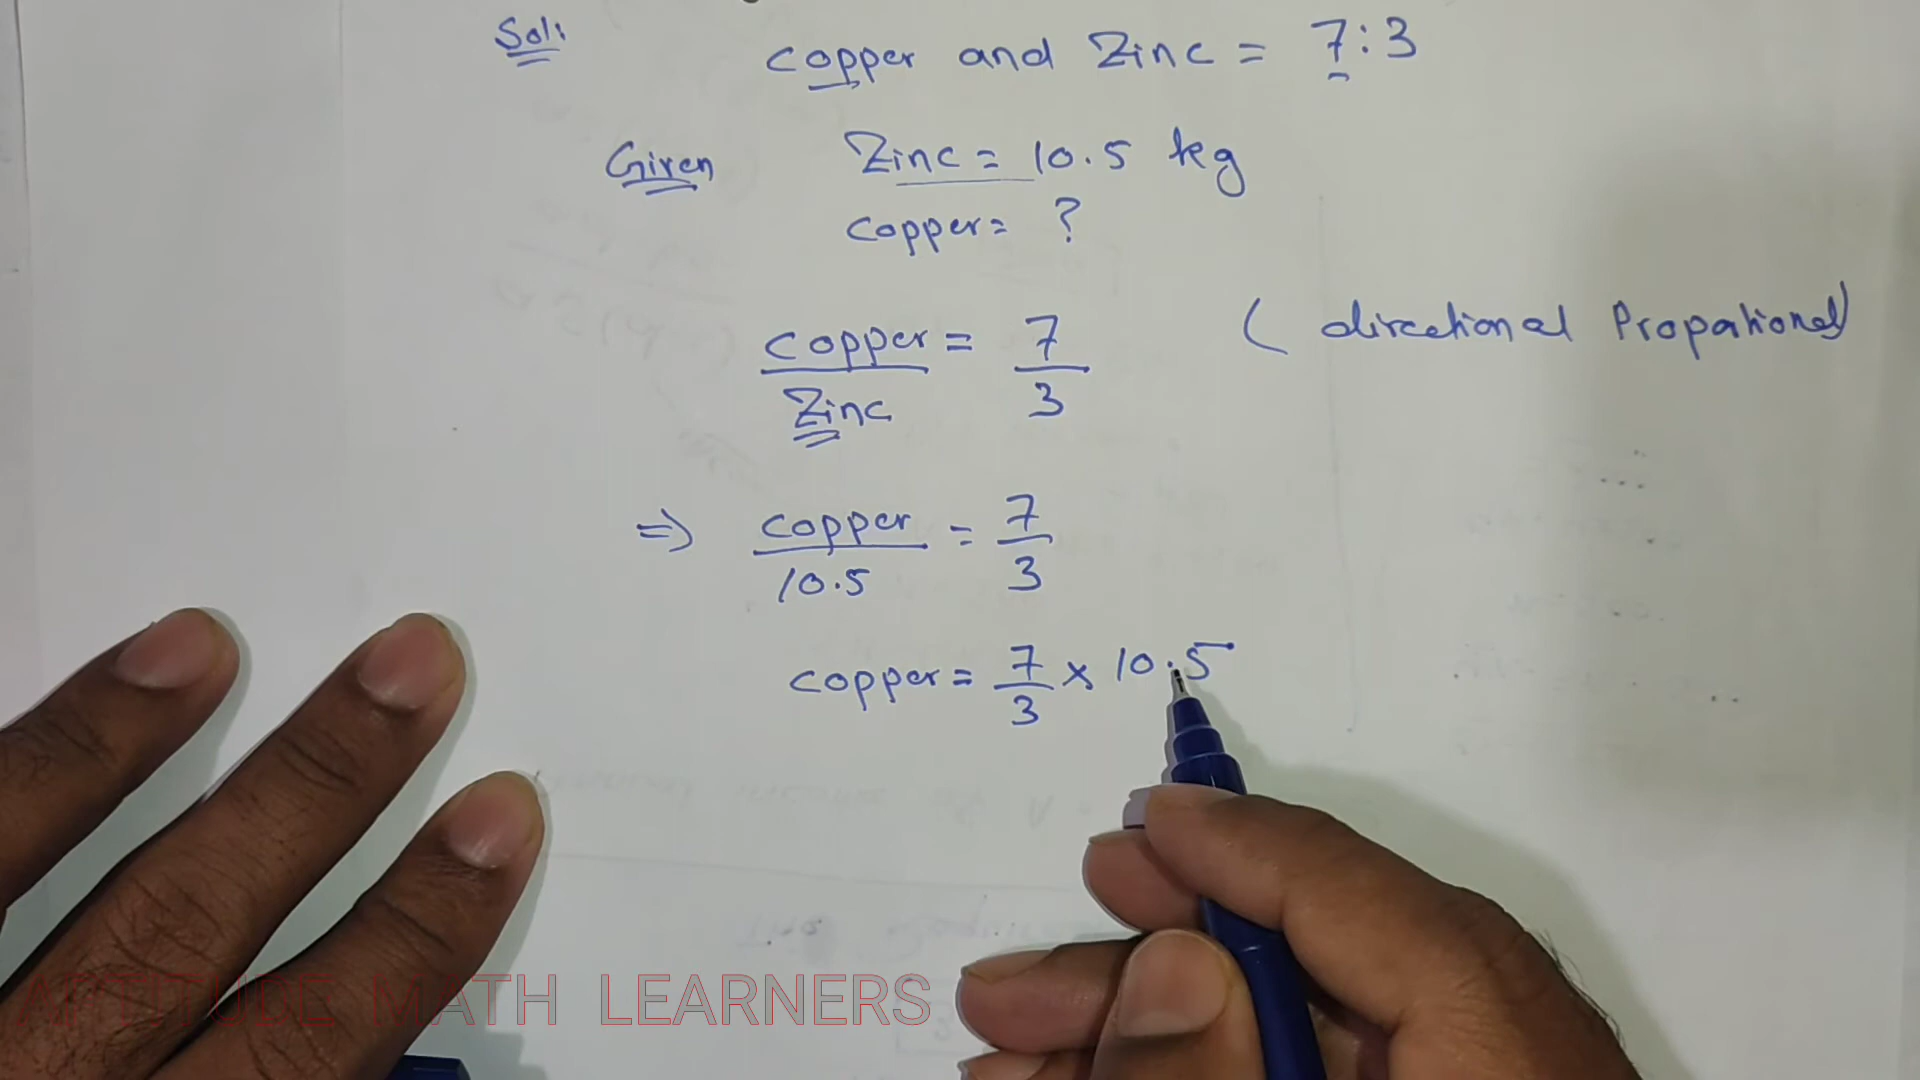 Sol:
copper and Zinc = 7:3
Given Zinc = 10.5 kg
copper = ?
copper/Zinc = 7/3 (directional Propational)
=> copper/10.5 = 7/3
copper = 7/3 × 10.5
APTITUDE MATH LEARNERS